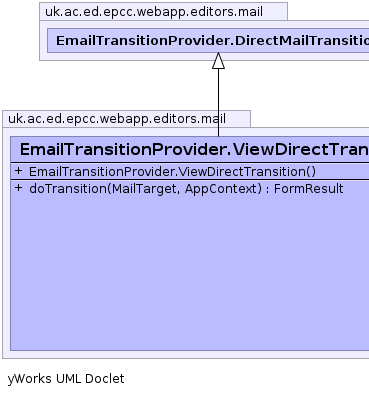 uk.ac.ed.epcc.webapp.editors.mail
EmailTransitionProvider.DirectMailTransitio
uk.ac.ed.epcc.webapp.editors.mail
EmailTransitionProvider.ViewDirectTran
+ EmailTransitionProvider.ViewDirectTransition()
+ doTransition(MailTarget, AppContext) : FormResult
yWorks UML Doclet